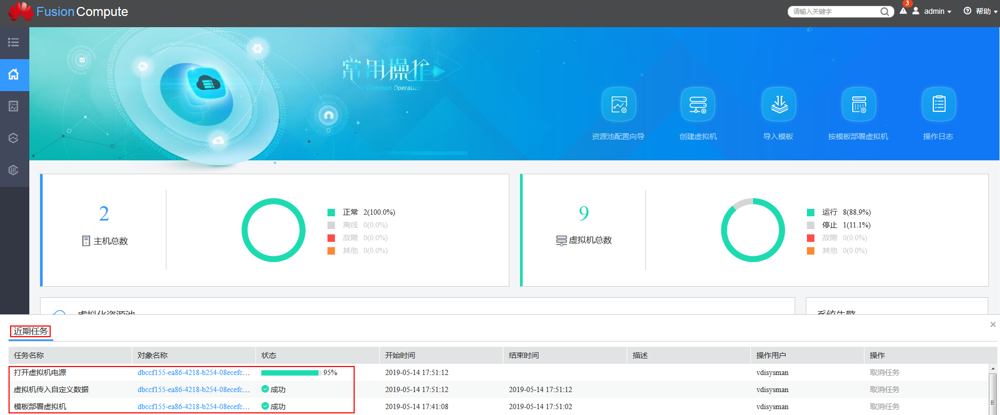 FusionCompute
请输入关键字
3
admin
帮助
常用操作
Common Operation
资源池配置向导
创建虚拟机
导入模板
按模板部署虚拟机
操作日志
2
主机总数
正常 2(100.0%)
离线 0(0.0%)
故障 0(0.0%)
其他 0(0.0%)
9
虚拟机总数
运行 8(88.9%)
停止 1(11.1%)
故障 0(0.0%)
其他 0(0.0%)
虚拟化资源池
系统告警
近期任务
任务名称 对象名称 状态 开始时间 结束时间 描述 操作用户 操作
打开虚拟机电源 dbccf155-ea86-4218-b254-08ecefc... 95% 2019-05-14 17:51:12 vdisysman 取消任务
虚拟机传入自定义数据 dbccf155-ea86-4218-b254-08ecefc... 成功 2019-05-14 17:51:12 2019-05-14 17:51:12 vdisysman 取消任务
模板部署虚拟机 dbccf155-ea86-4218-b254-08ecefc... 成功 2019-05-14 17:41:08 2019-05-14 17:51:02 vdisysman 取消任务